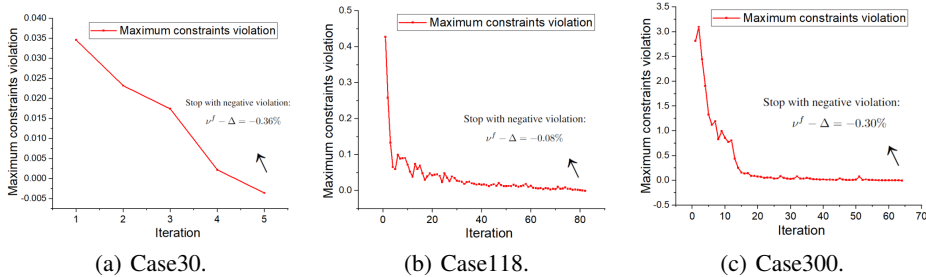 0.040
0.035
0.030
0.025
0.020
0.015
0.010
0.005
0.000
-0.005
Maximum constraints violation
Maximum constraints violation
Stop with negative violation:
ν^f − Δ = −0.36%
1 2 3 4 5
Iteration
(a) Case30.
0.5
0.4
0.3
0.2
0.1
0.0
Maximum constraints violation
Maximum constraints violation
Stop with negative violation:
ν^f − Δ = −0.08%
0 20 40 60 80
Iteration
(b) Case118.
3.5
3.0
2.5
2.0
1.5
1.0
0.5
0.0
-0.5
Maximum constraints violation
Maximum constraints violation
Stop with negative violation:
ν^f − Δ = −0.30%
0 10 20 30 40 50 60 70
Iteration
(c) Case300.